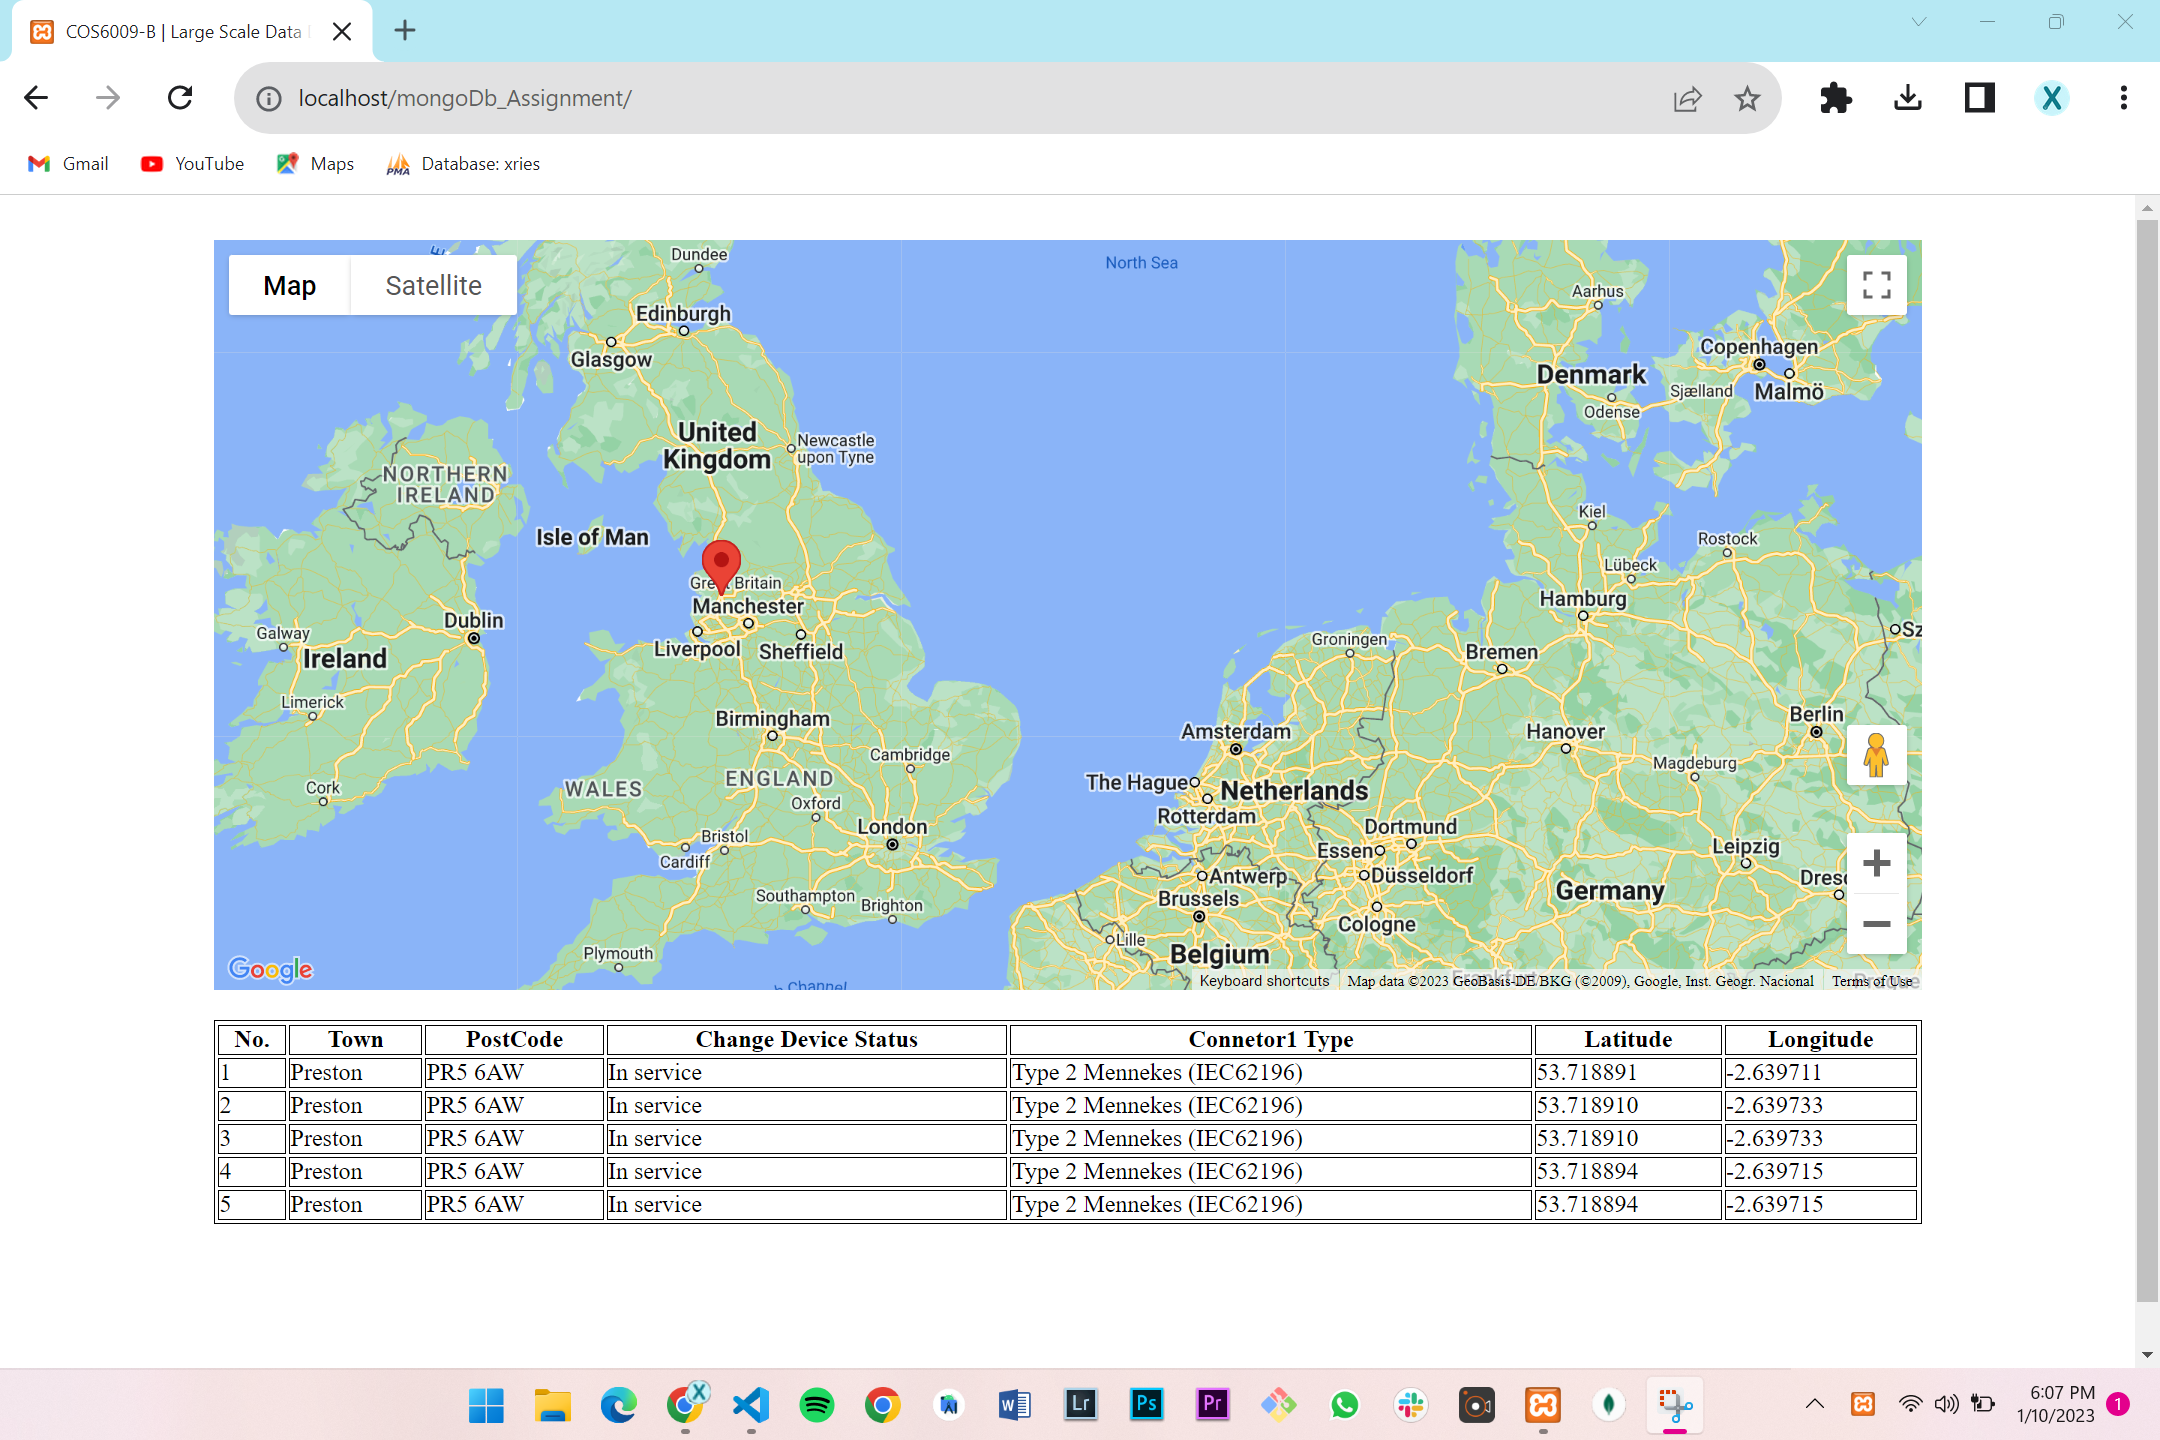 COS6009-B | Large Scale Data
localhost/mongoDb_Assignment/
Gmail
YouTube
Maps
PMA
Database: xries
X
Map
Satellite
Dundee
North Sea
Edinburgh
Glasgow
Aarhus
Copenhagen
Denmark
Sjælland
Malmö
Odense
United
Kingdom
Newcastle
upon Tyne
NORTHERN
IRELAND
Isle of Man
Kiel
Rostock
Lübeck
Great Britain
Manchester
Hamburg
Dublin
Galway
Ireland
Liverpool
Sheffield
Groningen
Bremen
Sz
Limerick
Birmingham
Amsterdam
Hanover
Berlin
Cambridge
Magdeburg
WALES
ENGLAND
The Hague
Netherlands
Cork
Oxford
Rotterdam
London
Dortmund
Bristol
Cardiff
Essen
Leipzig
Antwerp
Düsseldorf
Dres
Southampton
Brighton
Brussels
Germany
Cologne
Lille
Plymouth
Belgium
Google
Channel
Keyboard shortcuts
Map data ©2023 GeoBasis-DE/BKG (©2009), Google, Inst. Geogr. Nacional
Terms of Use
No. Town PostCode Change Device Status Connetor1 Type Latitude Longitude
1 Preston PR5 6AW In service Type 2 Mennekes (IEC62196) 53.718891 -2.639711
2 Preston PR5 6AW In service Type 2 Mennekes (IEC62196) 53.718910 -2.639733
3 Preston PR5 6AW In service Type 2 Mennekes (IEC62196) 53.718910 -2.639733
4 Preston PR5 6AW In service Type 2 Mennekes (IEC62196) 53.718894 -2.639715
5 Preston PR5 6AW In service Type 2 Mennekes (IEC62196) 53.718894 -2.639715
X
W
Lr
Ps
Pr
6:07 PM
1/10/2023
1